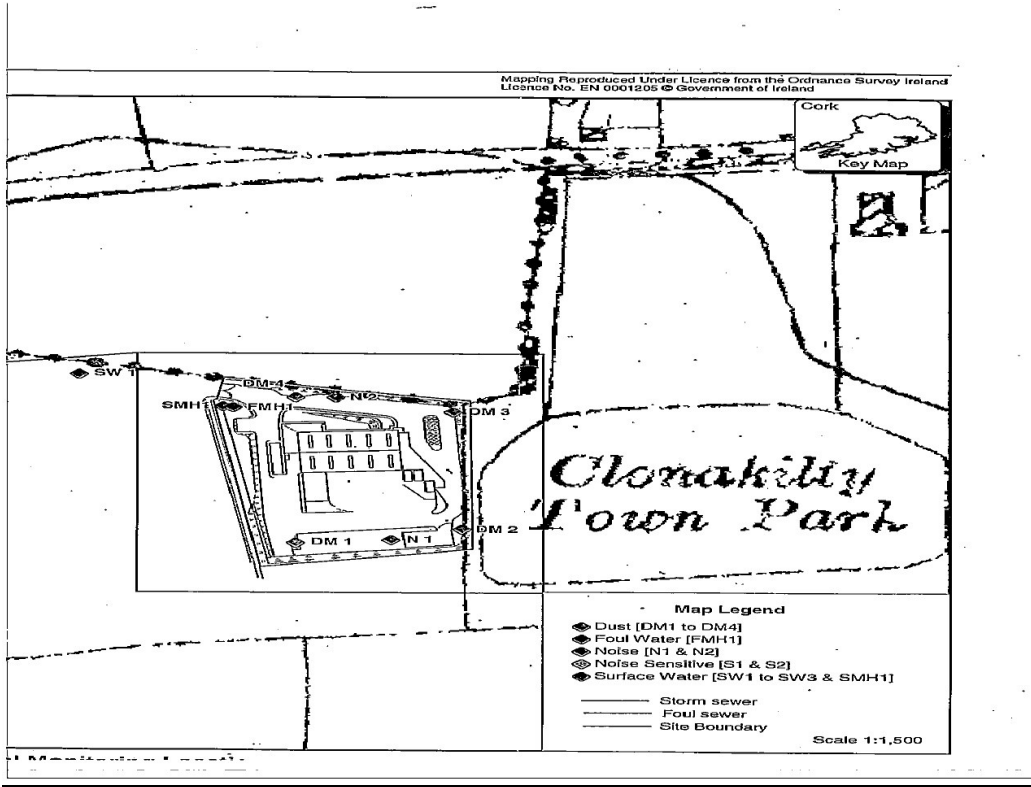 Mapping Reproduced Under Licence from the Ordnance Survey Ireland
Licence No. EN 0001205 © Government of Ireland
Cork
Key Map
SW 1
DM 4
N 2
SMH1
FMH1
DM 3
Clonakilty
Town Park
DM 2
DM 1
N 1
Map Legend
Dust [DM1 to DM4]
Foul Water [FMH1]
Noise [N1 & N2]
Noise Sensitive [S1 & S2]
Surface Water [SW1 to SW3 & SMH1]
Storm sewer
Foul sewer
Site Boundary
Scale 1:1,500